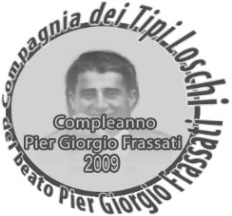 Compagnia dei Tipi Loschi
del beato Pier Giorgio Frassati
Compleanno
Pier Giorgio Frassati
2009